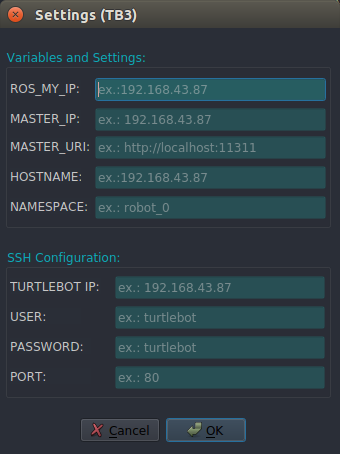 Settings (TB3)
Variables and Settings:
ROS_MY_IP: ex.:192.168.43.87
MASTER_IP: ex.: 192.168.43.87
MASTER_URI: ex.: http://localhost:11311
HOSTNAME: ex.:192.168.43.87
NAMESPACE: ex.: robot_0
SSH Configuration:
TURTLEBOT IP: ex.: 192.168.43.87
USER: ex.: turtlebot
PASSWORD: ex.: turtlebot
PORT: ex.: 80
Cancel OK